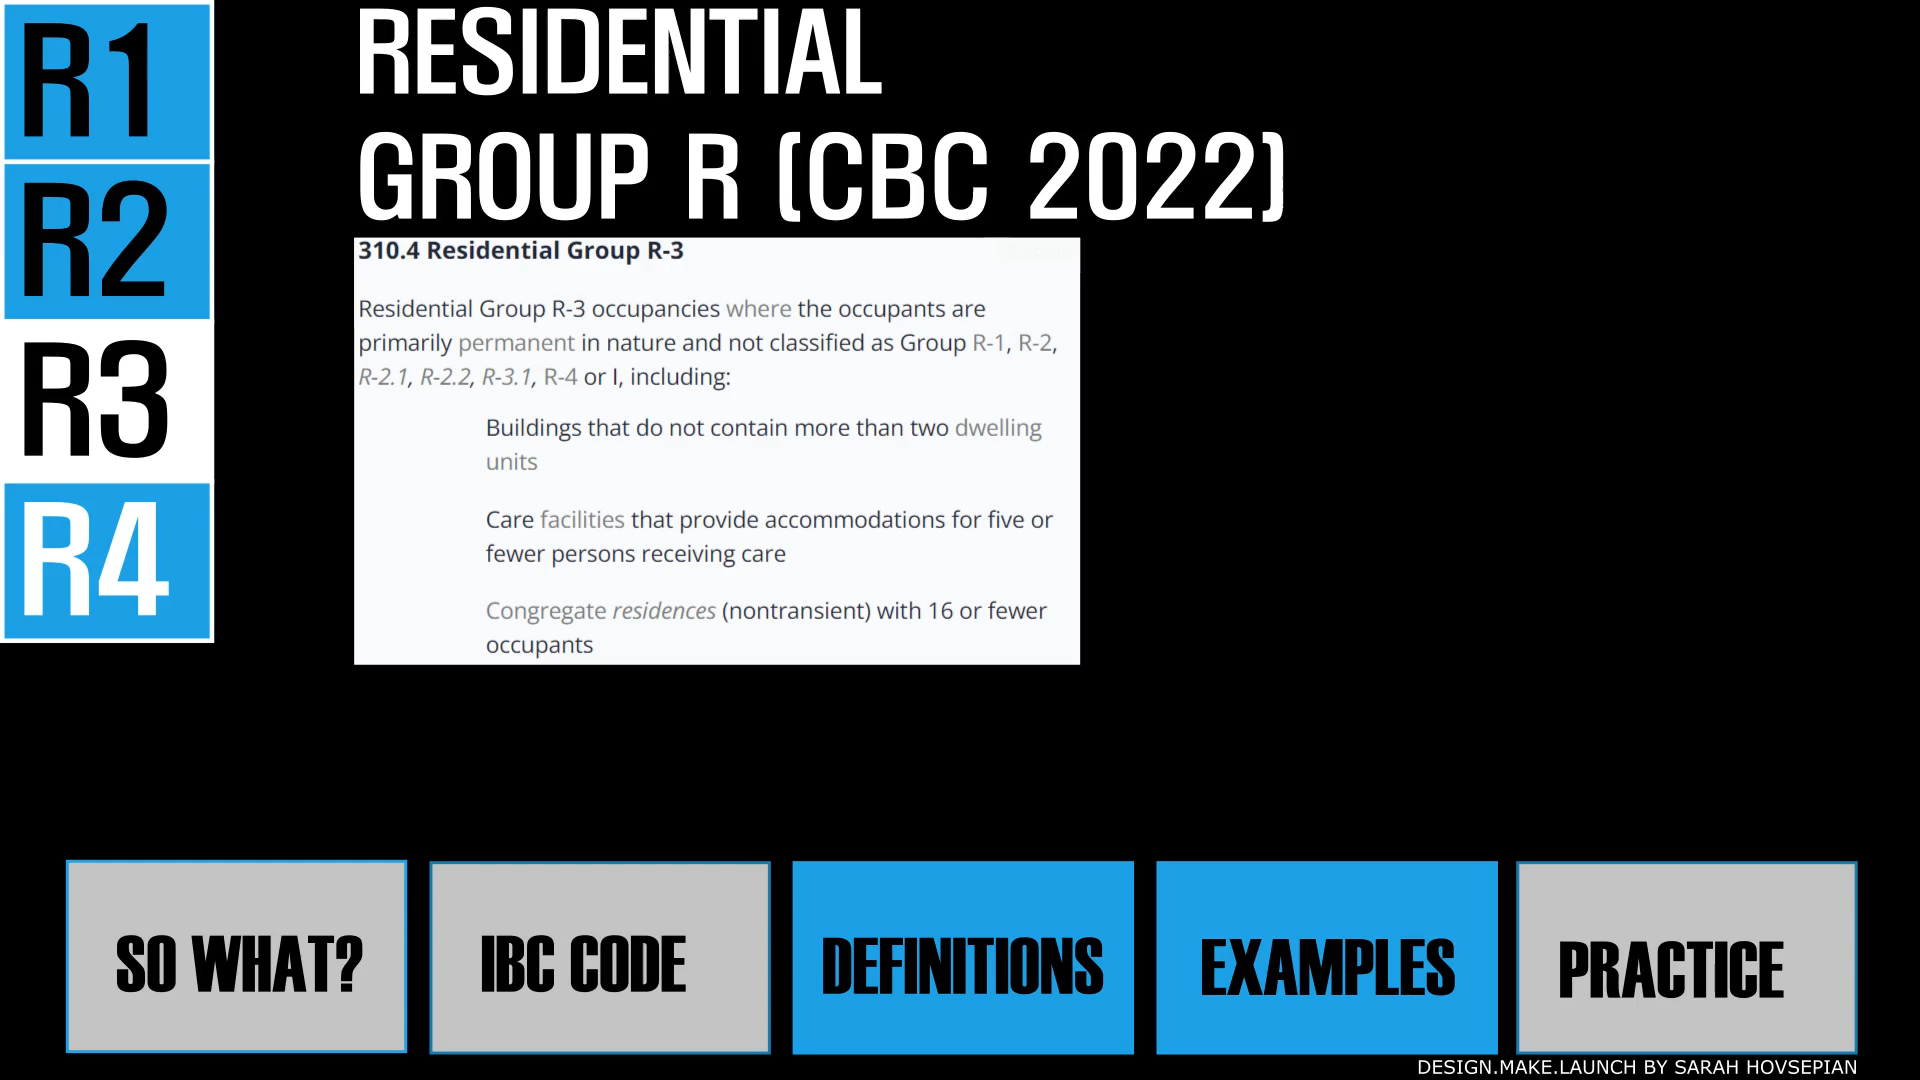 R1
R2
R3
R4
RESIDENTIAL
GROUP R (CBC 2022)
310.4 Residential Group R-3
Residential Group R-3 occupancies where the occupants are
primarily permanent in nature and not classified as Group R-1, R-2,
R-2.1, R-2.2, R-3.1, R-4 or I, including:
Buildings that do not contain more than two dwelling
units
Care facilities that provide accommodations for five or
fewer persons receiving care
Congregate residences (nontransient) with 16 or fewer
occupants
SO WHAT?
IBC CODE
DEFINITIONS
EXAMPLES
PRACTICE
DESIGN.MAKE.LAUNCH BY SARAH HOVSEPIAN